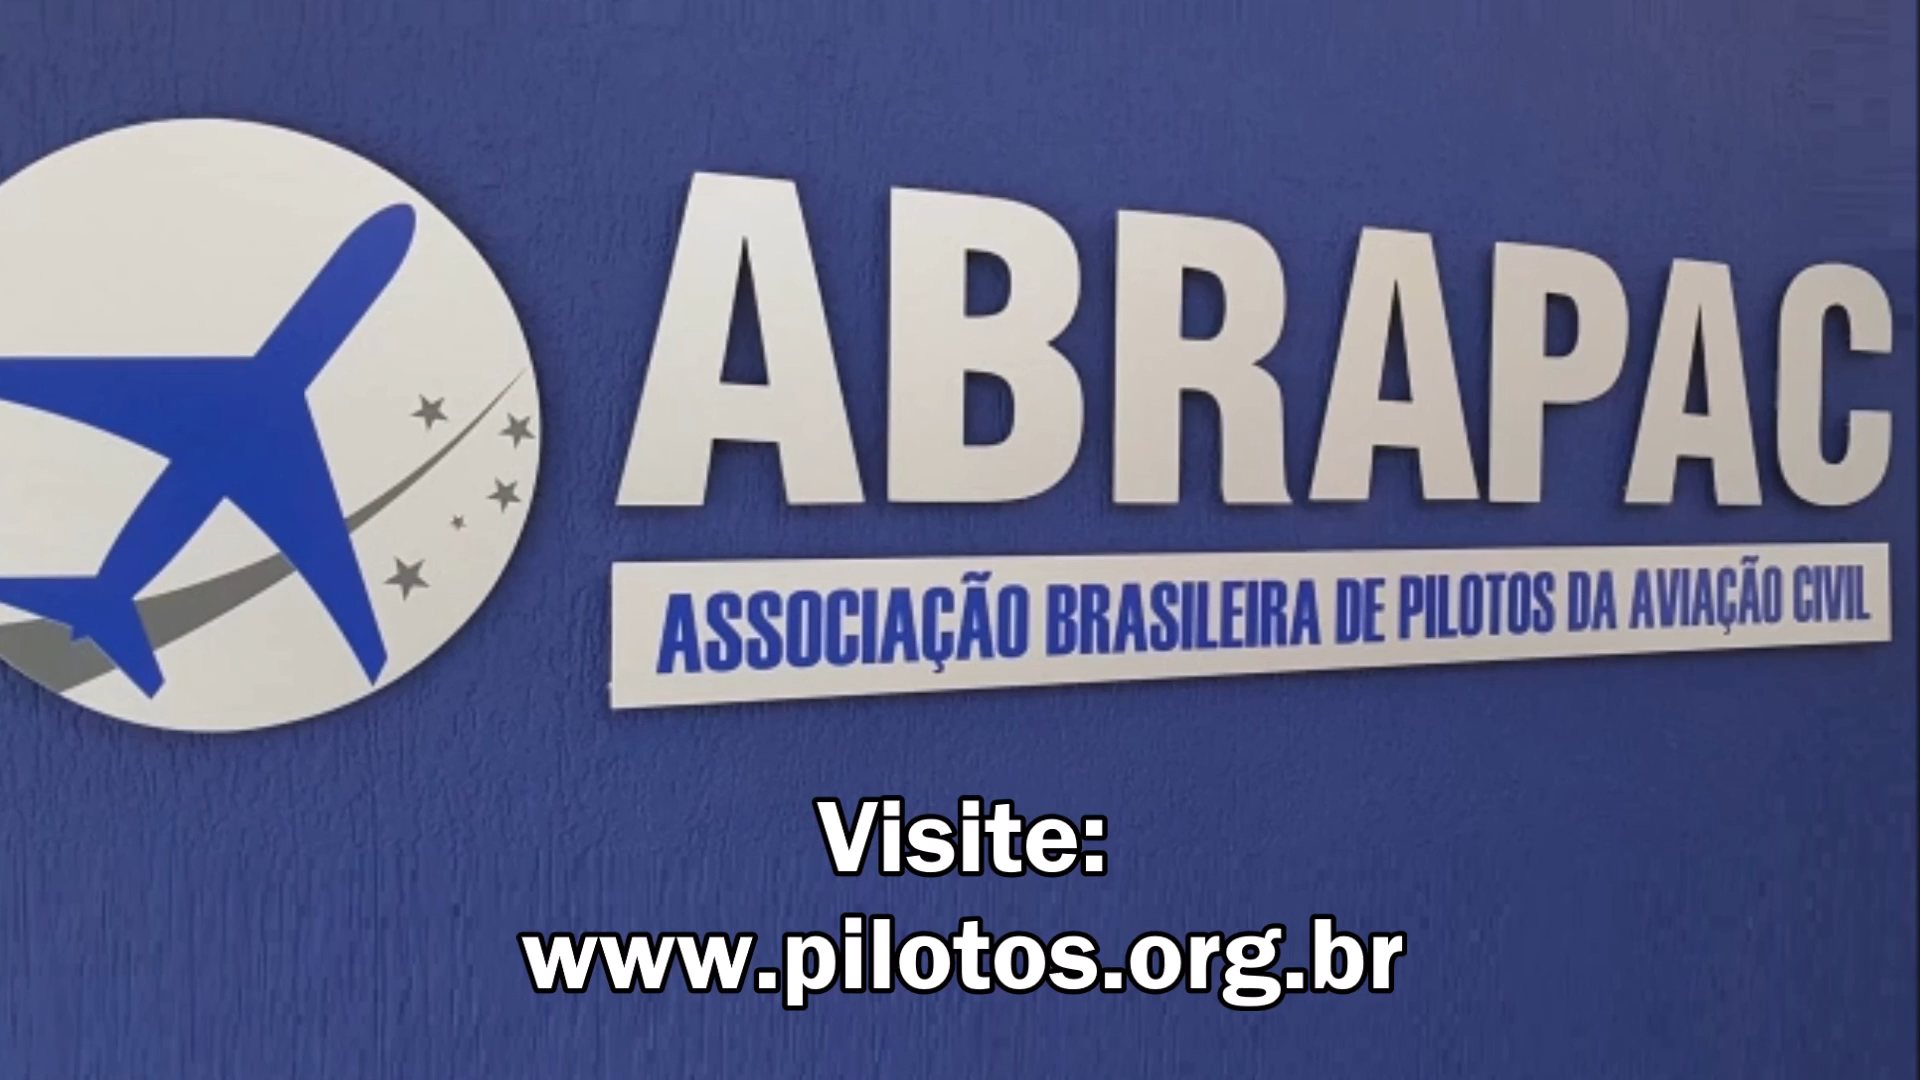 ABRAPAC
ASSOCIAÇÃO BRASILEIRA DE PILOTOS DA AVIAÇÃO CIVIL
Visite:
www.pilotos.org.br